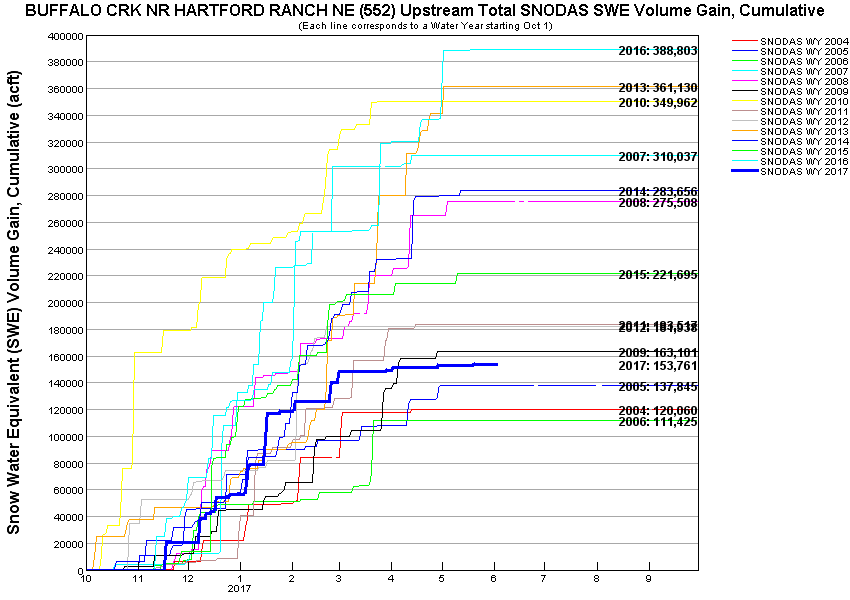 BUFFALO CRK NR HARTFORD RANCH NE (552) Upstream Total SNODAS SWE Volume Gain, Cumulative
(Each line corresponds to a Water Year starting Oct 1)
Snow Water Equivalent (SWE) Volume Gain, Cumulative (acft)
400000
380000
360000
340000
320000
300000
280000
260000
240000
220000
200000
180000
160000
140000
120000
100000
80000
60000
40000
20000
0
2016: 388,803
2013: 361,130
2010: 349,962
2007: 310,037
2014: 283,656
2008: 275,508
2015: 221,695
2011: 183,517
2012:
2009: 163,101
2017: 153,761
2005: 137,845
2004: 120,060
2006: 111,425
10 11 12 1 2 3 4 5 6 7 8 9
2017
SNODAS WY 2004
SNODAS WY 2005
SNODAS WY 2006
SNODAS WY 2007
SNODAS WY 2008
SNODAS WY 2009
SNODAS WY 2010
SNODAS WY 2011
SNODAS WY 2012
SNODAS WY 2013
SNODAS WY 2014
SNODAS WY 2015
SNODAS WY 2016
SNODAS WY 2017